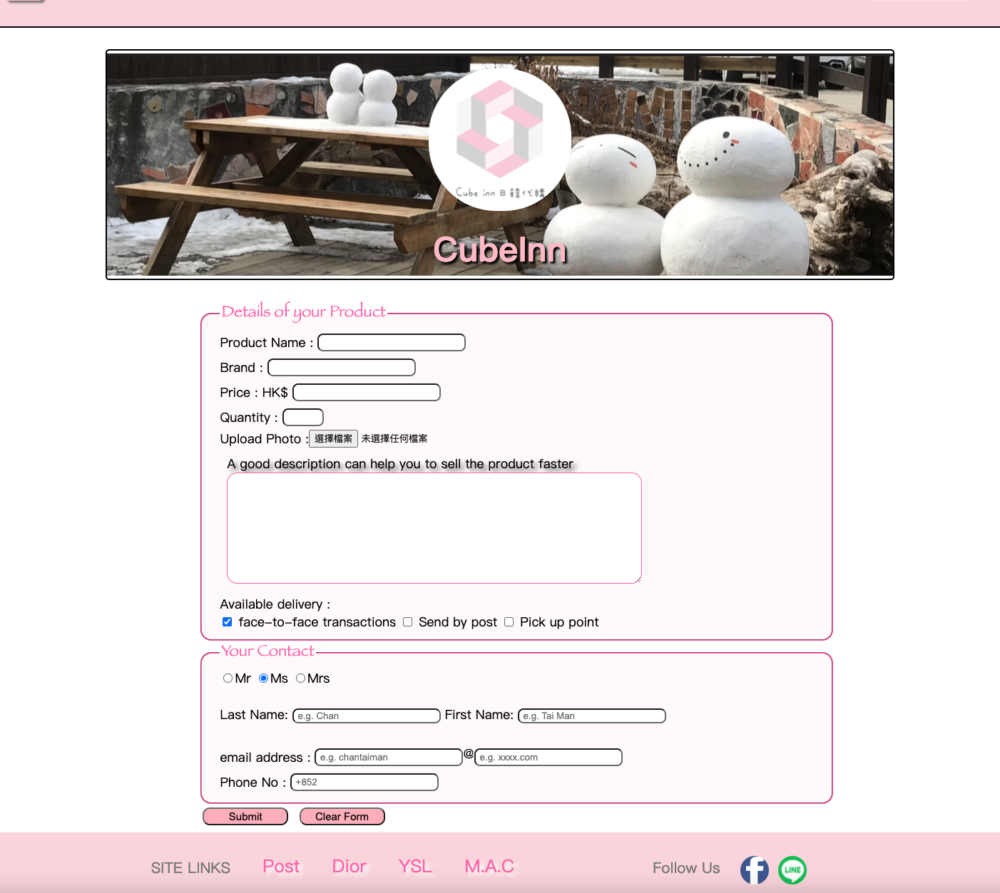 Cube inn 日韓代購
CubeInn
Details of your Product
Product Name :
Brand :
Price : HK$
Quantity :
Upload Photo : 選擇檔案 未選擇任何檔案
A good description can help you to sell the product faster
Available delivery :
face-to-face transactions Send by post Pick up point
Your Contact
Mr Ms Mrs
Last Name: e.g. Chan First Name: e.g. Tai Man
email address : e.g. chantaiman @ e.g. xxxx.com
Phone No : +852
Submit Clear Form
SITE LINKS Post Dior YSL M.A.C Follow Us LINE